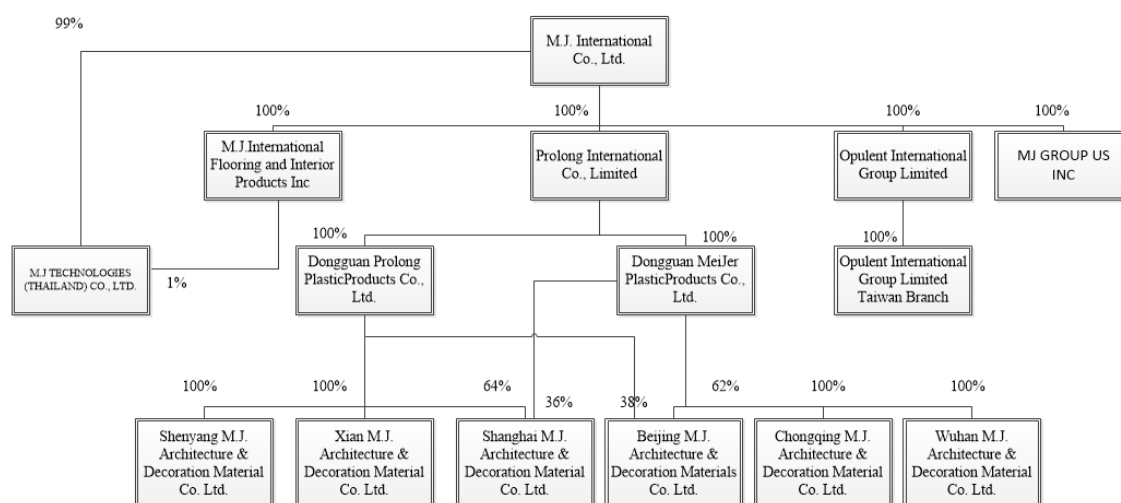 99%
M.J. International
Co., Ltd.
100%
100%
100%
100%
M.J.International
Flooring and Interior
Products Inc
Prolong International
Co., Limited
Opulent International
Group Limited
MJ GROUP US
INC
100%
100%
100%
M.J TECHNOLOGIES
(THAILAND) CO., LTD.
1%
Dongguan Prolong
PlasticProducts Co.,
Ltd.
Dongguan MeiJer
PlasticProducts Co.,
Ltd.
Opulent International
Group Limited
Taiwan Branch
100%
100%
64%
36%
38%
62%
100%
100%
Shenyang M.J.
Architecture &
Decoration Material
Co. Ltd.
Xian M.J.
Architecture &
Decoration Material
Co. Ltd.
Shanghai M.J.
Architecture &
Decoration Material
Co. Ltd.
Beijing M.J.
Architecture &
Decoration Materials
Co. Ltd.
Chongqing M.J.
Architecture &
Decoration Material
Co. Ltd.
Wuhan M.J.
Architecture &
Decoration Material
Co. Ltd.